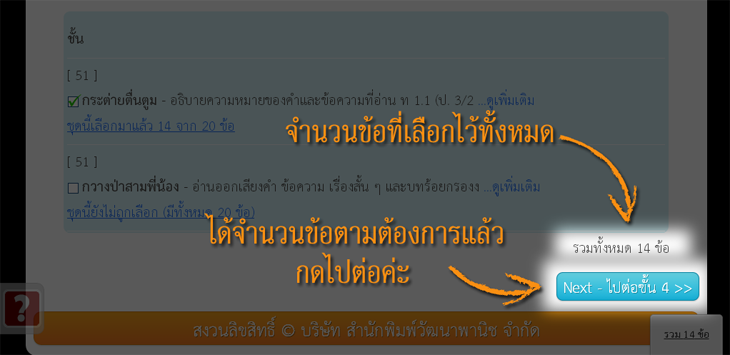 ชั้น
[ 51 ]
กระต่ายตื่นตูม - อธิบายความหมายของคำและข้อความที่อ่าน ท 1.1 (ป. 3/2 ...ดูเพิ่มเติม
ชุดนี้เลือกมาแล้ว 14 จาก 20 ข้อ
จำนวนข้อที่เลือกไว้ทั้งหมด
[ 51 ]
กวางป่าสามพี่น้อง - อ่านออกเสียงคำ ข้อความ เรื่องสั้น ๆ และบทร้อยกรองง ...ดูเพิ่มเติม
ชุดนี้ยังไม่ถูกเลือก (มีทั้งหมด 20 ข้อ)
ได้จำนวนข้อตามต้องการแล้ว
กดไปต่อค่ะ
รวมทั้งหมด 14 ข้อ
Next - ไปต่อขั้น 4 >>
?
สงวนลิขสิทธิ์ © บริษัท สำนักพิมพ์วัฒนาพานิช จำกัด
รวม 14 ข้อ